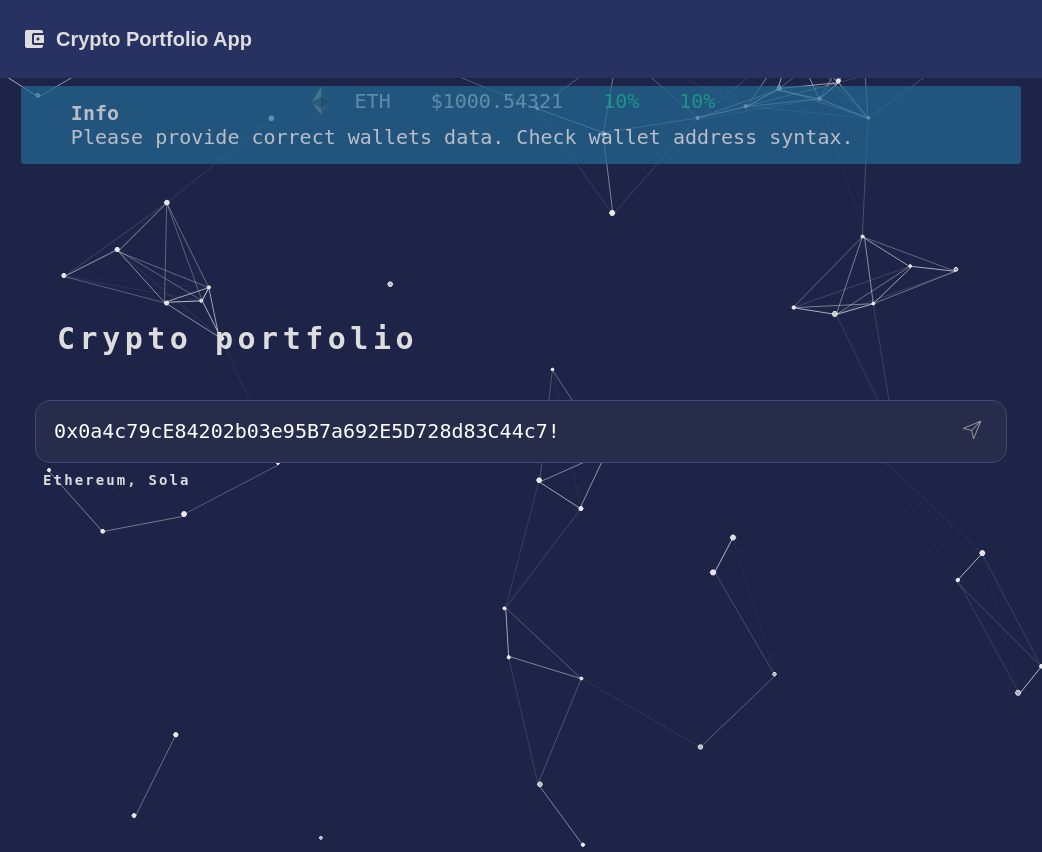 Crypto Portfolio App
ETH $1000.54321 10% 10%
Info
Please provide correct wallets data. Check wallet address syntax.
Crypto portfolio
0x0a4c79cE84202b03e95B7a692E5D728d83C44c7!
Ethereum, Sola